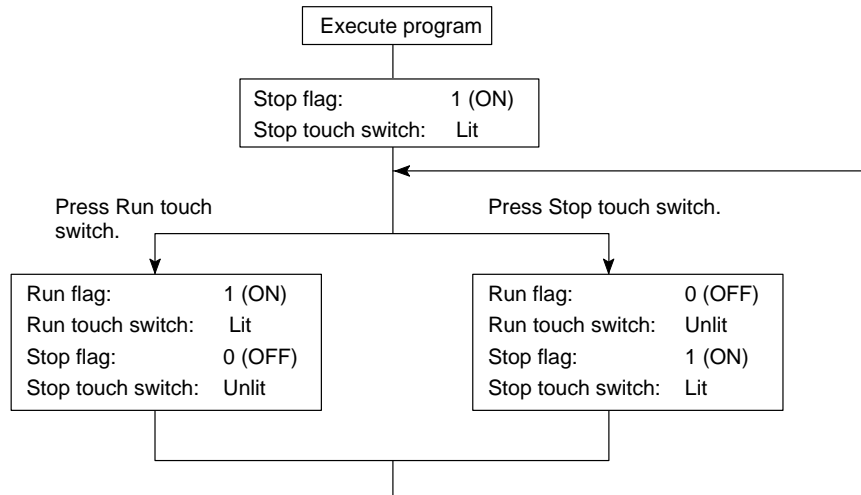 Execute program
Stop flag: 1 (ON)
Stop touch switch: Lit
Press Run touch
switch.
Press Stop touch switch.
Run flag: 1 (ON)
Run touch switch: Lit
Stop flag: 0 (OFF)
Stop touch switch: Unlit
Run flag: 0 (OFF)
Run touch switch: Unlit
Stop flag: 1 (ON)
Stop touch switch: Lit